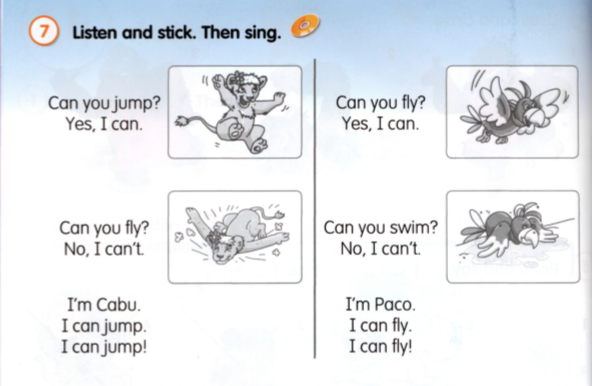 7 Listen and stick. Then sing.
Can you jump?
Yes, I can.
Can you fly?
No, I can't.
I'm Cabu.
I can jump.
I can jump!
Can you fly?
Yes, I can.
Can you swim?
No, I can't.
I'm Paco.
I can fly.
I can fly!